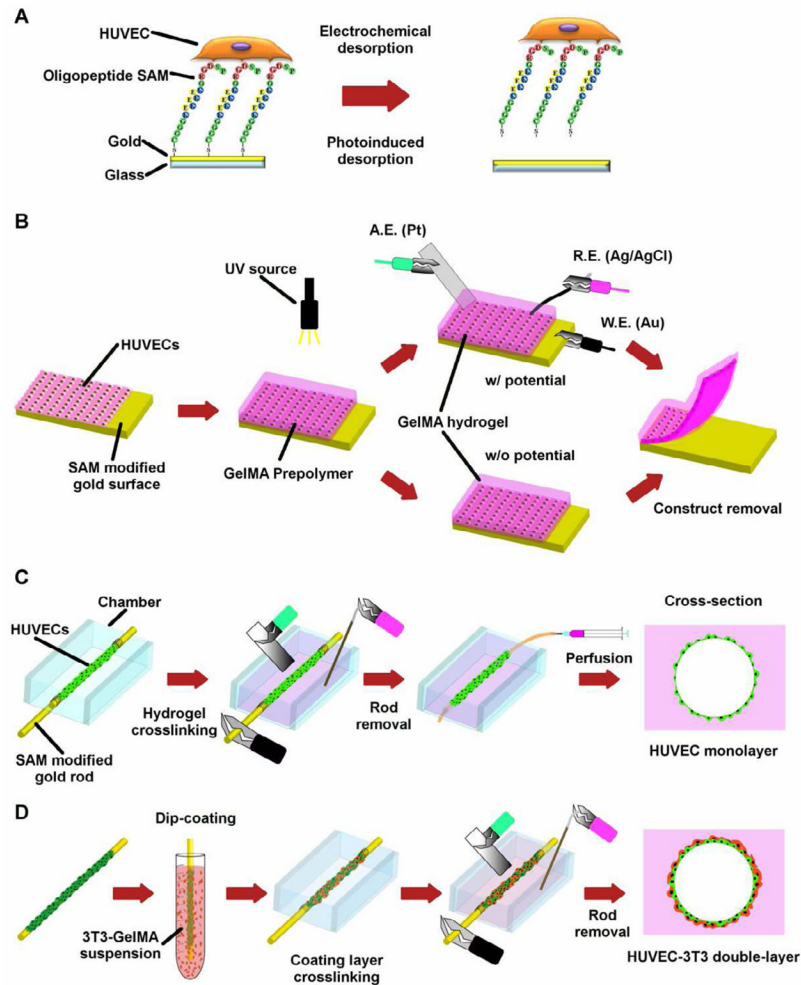 A
HUVEC
Oligopeptide SAM
Gold
Glass
Electrochemical
desorption
Photoinduced
desorption
B
UV source
HUVECs
SAM modified
gold surface
GelMA Prepolymer
A.E. (Pt)
R.E. (Ag/AgCl)
W.E. (Au)
w/ potential
GelMA hydrogel
w/o potential
Construct removal
C
Chamber
HUVECs
SAM modified
gold rod
Hydrogel
crosslinking
Rod
removal
Perfusion
Cross-section
HUVEC monolayer
D
Dip-coating
3T3-GelMA
suspension
Coating layer
crosslinking
Rod
removal
HUVEC-3T3 double-layer